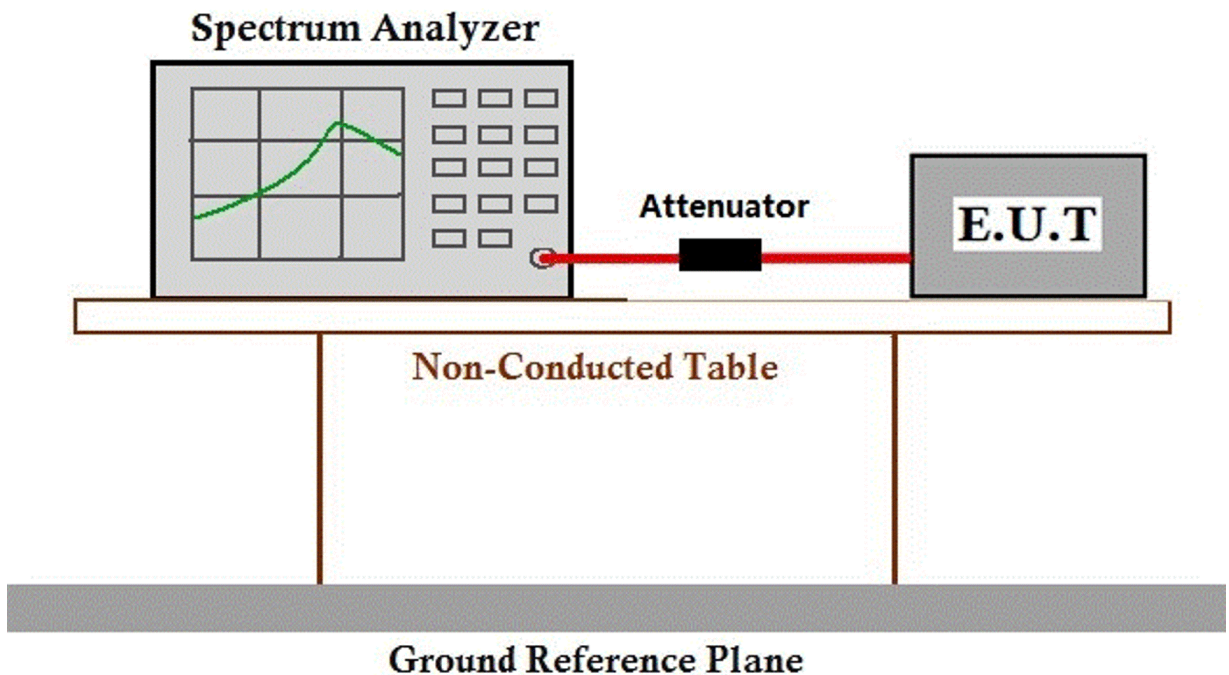 Spectrum Analyzer
Attenuator
E.U.T
Non-Conducted Table
Ground Reference Plane